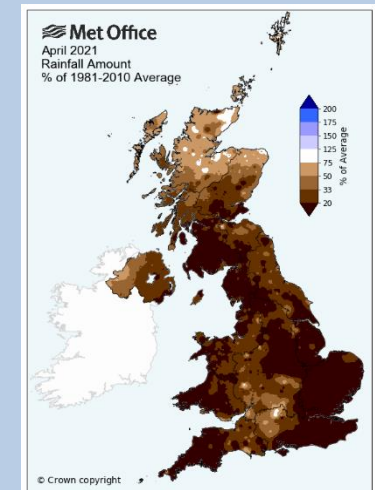 Met Office
April 2021
Rainfall Amount
% of 1981-2010 Average
200
175
150
125
75
50
33
20
% of Average
© Crown copyright